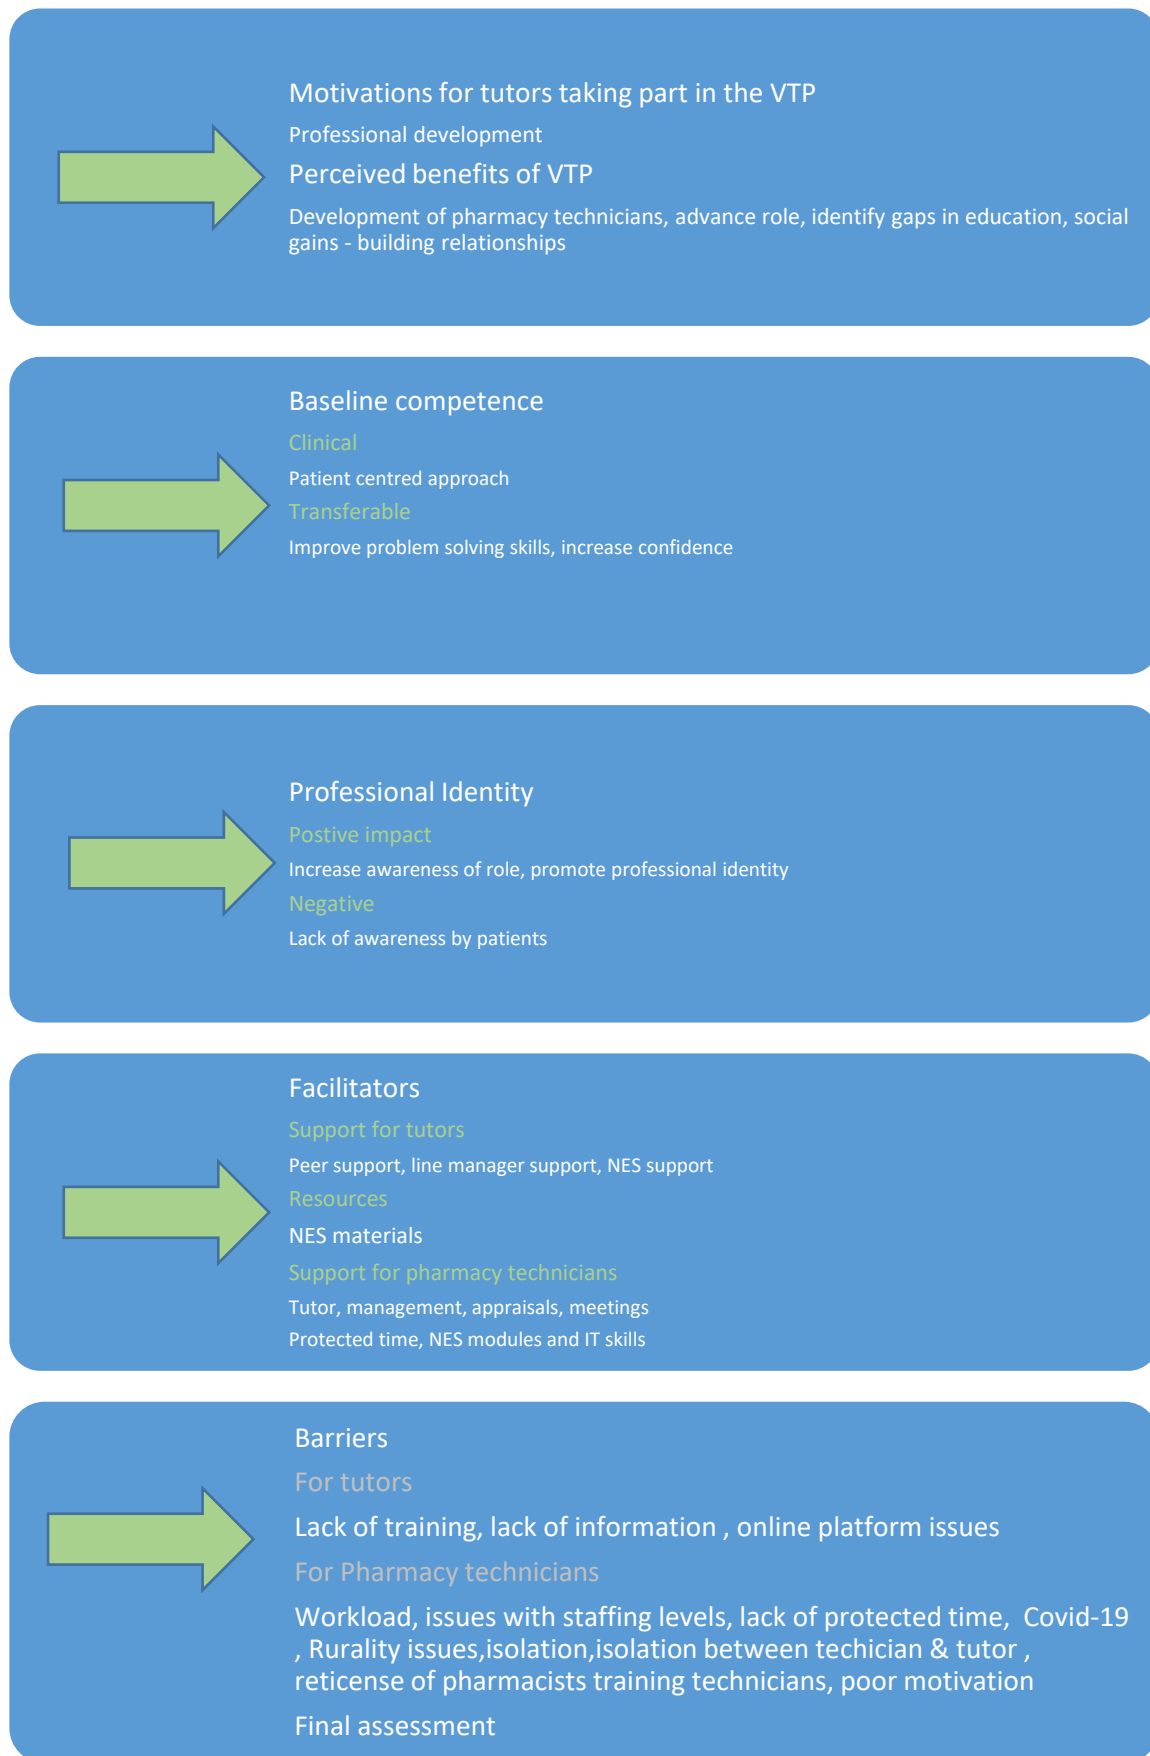 Motivations for tutors taking part in the VTP
Professional development
Perceived benefits of VTP
Development of pharmacy technicians, advance role, identify gaps in education, social
gains - building relationships
Baseline competence
Clinical
Patient centred approach
Transferable
Improve problem solving skills, increase confidence
Professional Identity
Postive impact
Increase awareness of role, promote professional identity
Negative
Lack of awareness by patients
Facilitators
Support for tutors
Peer support, line manager support, NES support
Resources
NES materials
Support for pharmacy technicians
Tutor, management, appraisals, meetings
Protected time, NES modules and IT skills
Barriers
For tutors
Lack of training, lack of information , online platform issues
For Pharmacy technicians
Workload, issues with staffing levels, lack of protected time,  Covid-19
, Rurality issues,isolation,isolation between techician & tutor ,
reticense of pharmacists training technicians, poor motivation
Final assessment